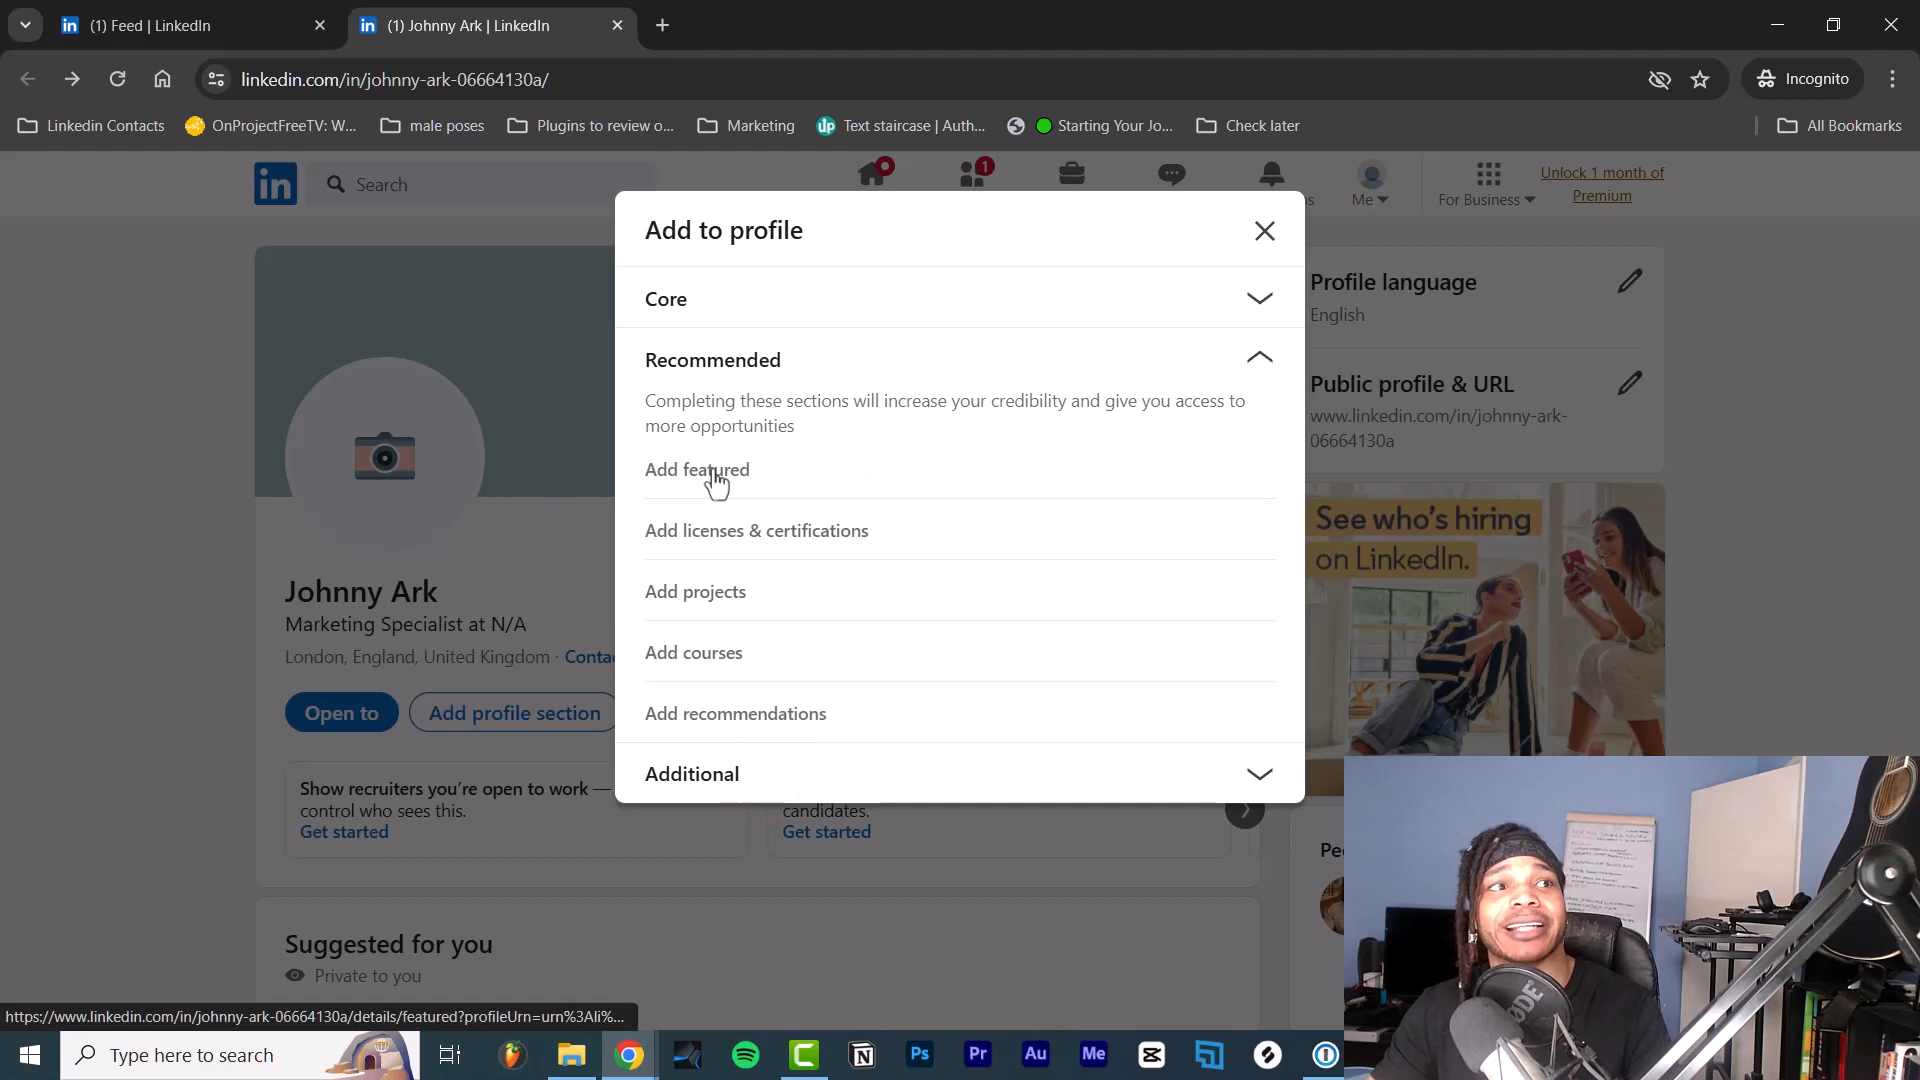 (1) Feed | LinkedIn
(1) Johnny Ark | LinkedIn
linkedin.com/in/johnny-ark-06664130a/
Incognito
Linkedin Contacts
OnProjectFreeTV: W...
male poses
Plugins to review o...
Marketing
Text staircase | Auth...
Starting Your Jo...
Check later
All Bookmarks
in
Search
1
Me
For Business
Unlock 1 month of
Premium
Add to profile
Core
Recommended
Completing these sections will increase your credibility and give you access to
more opportunities
Add featured
Add licenses & certifications
Add projects
Add courses
Add recommendations
Additional
Profile language
English
Public profile & URL
www.linkedin.com/in/johnny-ark-
06664130a
See who's hiring
on LinkedIn.
Johnny Ark
Marketing Specialist at N/A
London, England, United Kingdom ·
Open to
Add profile section
Show recruiters you're open to work —
control who sees this.
Get started
candidates.
Get started
Suggested for you
Private to you
https://www.linkedin.com/in/johnny-ark-06664130a/details/featured?profileUrn=urn%3Ali%...
Type here to search
Ps
Pr
Au
Me